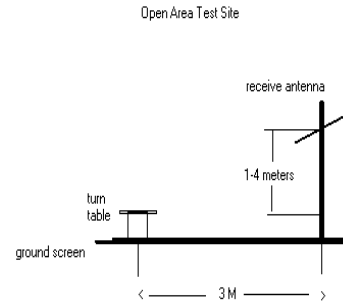 Open Area Test Site
receive antenna
1-4 meters
turn
table
ground screen
3 M